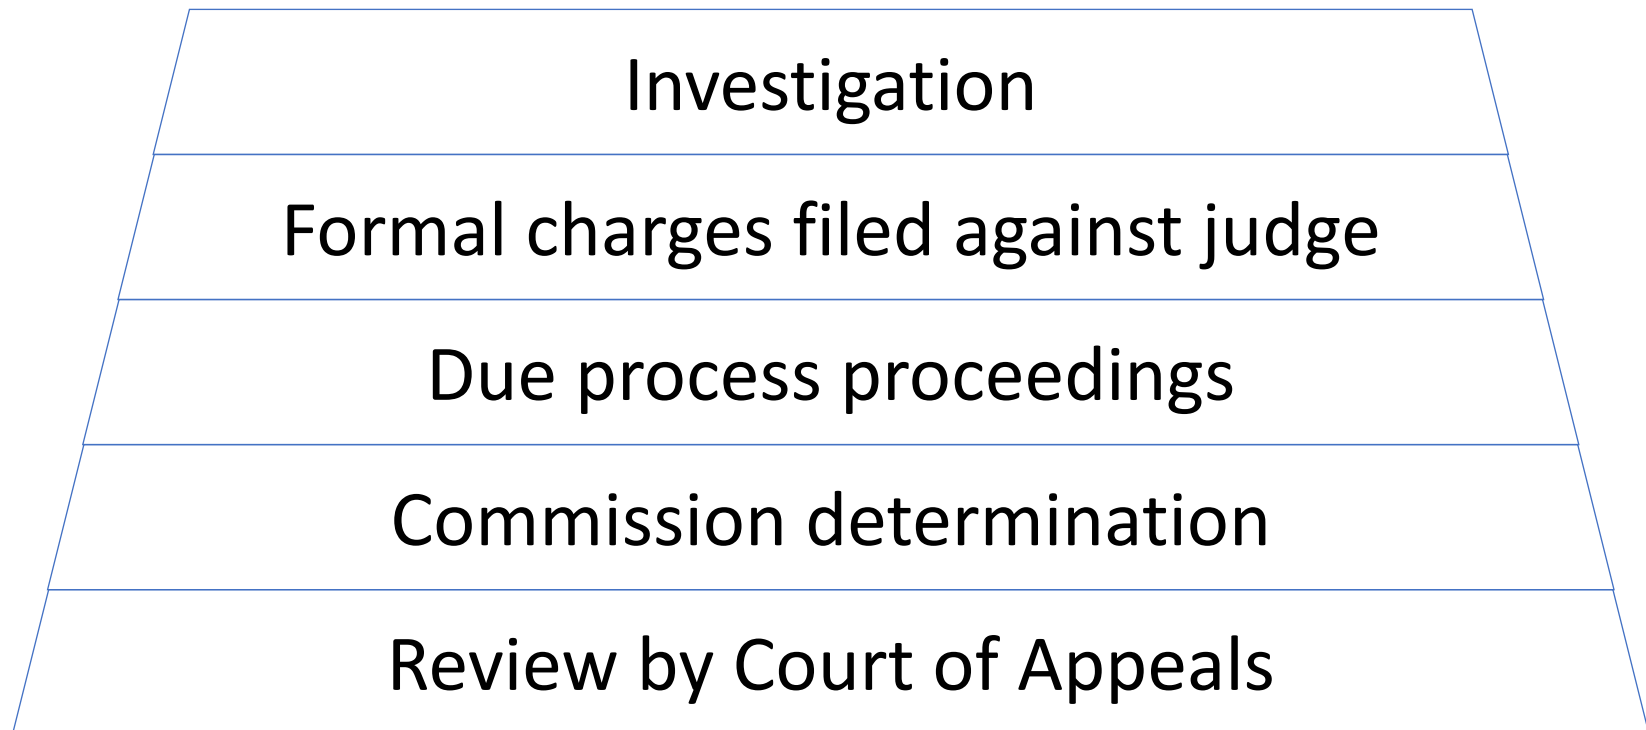 Investigation
Formal charges filed against judge
Due process proceedings
Commission determination
Review by Court of Appeals